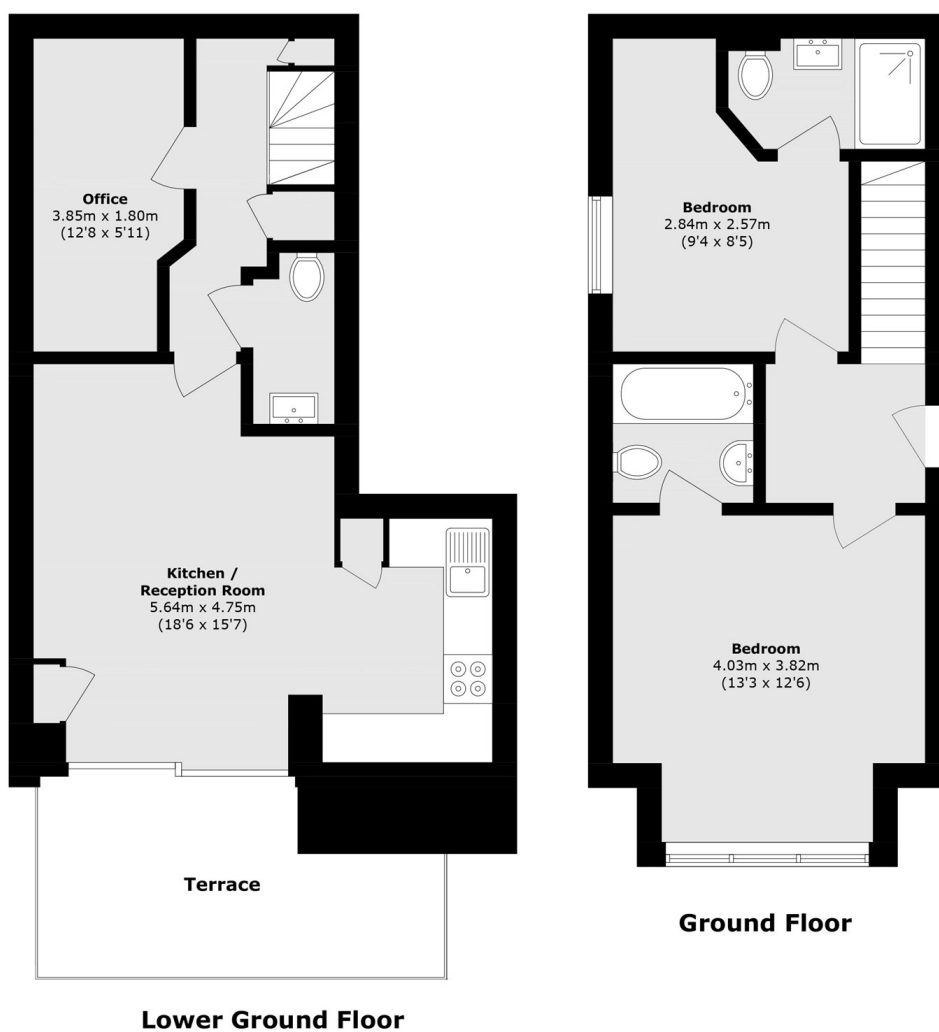 Office
3.85m x 1.80m
(12'8 x 5'11)
Kitchen /
Reception Room
5.64m x 4.75m
(18'6 x 15'7)
Terrace
Lower Ground Floor
Bedroom
2.84m x 2.57m
(9'4 x 8'5)
Bedroom
4.03m x 3.82m
(13'3 x 12'6)
Ground Floor